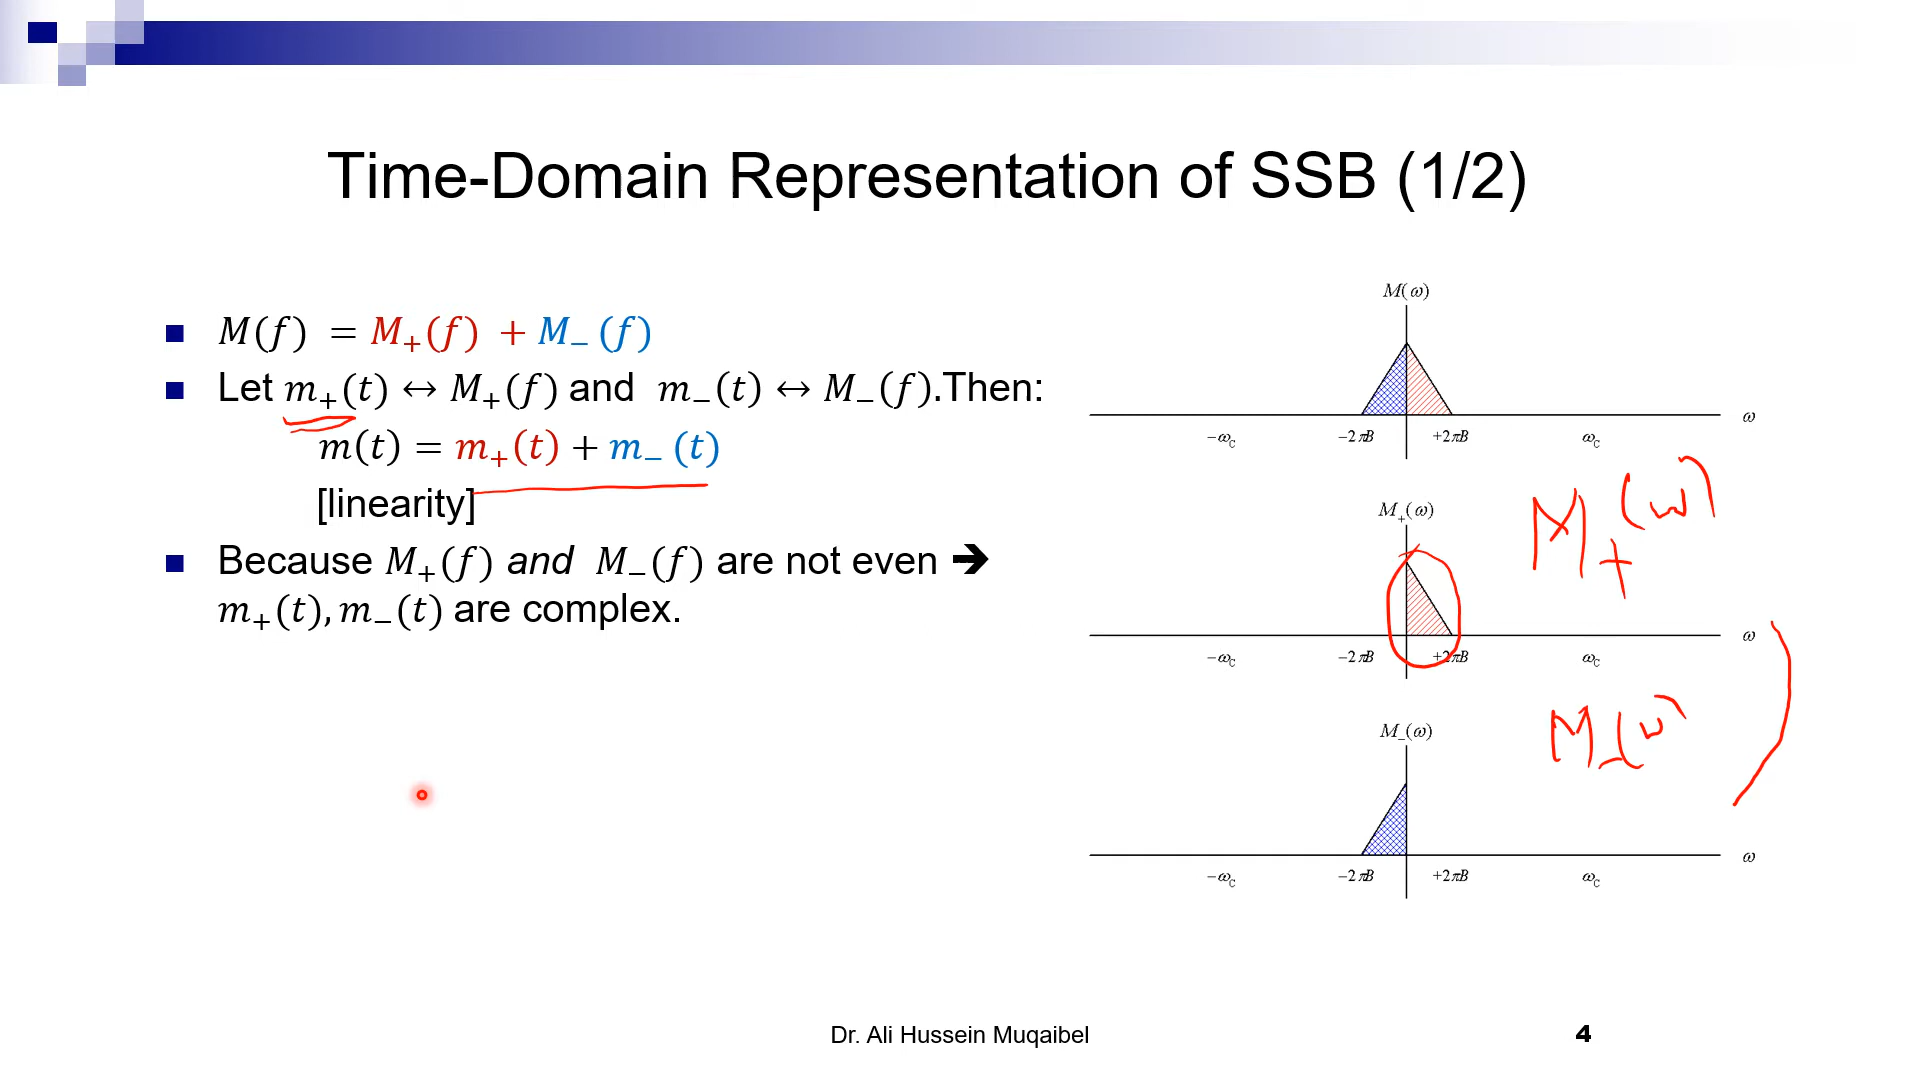 Time-Domain Representation of SSB (1/2)
M(f) = M₊(f) + M₋(f)
Let m₊(t) ↔ M₊(f) and m₋(t) ↔ M₋(f).Then:
m(t) = m₊(t) + m₋(t)
[linearity]
Because M₊(f) and M₋(f) are not even ➔
m₊(t), m₋(t) are complex.
M(ω)
ω
−ω_C −2πB +2πB ω_C
M₊(ω)
M₊(ω)
ω
−ω_C −2πB +2πB ω_C
M₋(ω)
M₋(ω)
ω
−ω_C −2πB +2πB ω_C
Dr. Ali Hussein Muqaibel
4